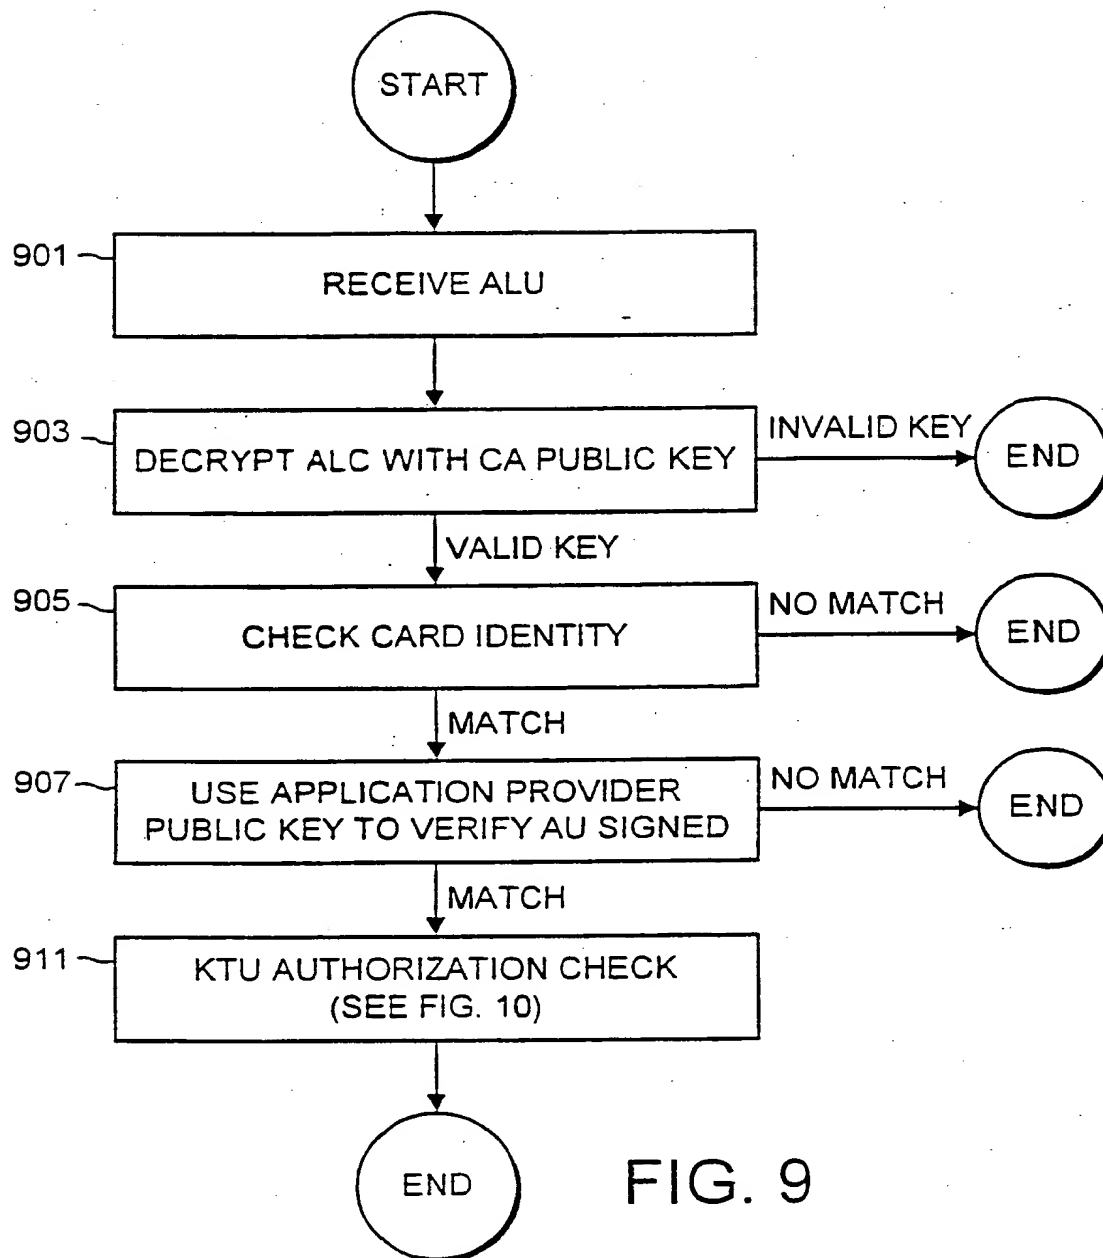 START
901
RECEIVE ALU
903
DECRYPT ALC WITH CA PUBLIC KEY
INVALID KEY
END
VALID KEY
905
CHECK CARD IDENTITY
NO MATCH
END
MATCH
907
USE APPLICATION PROVIDER
PUBLIC KEY TO VERIFY AU SIGNED
NO MATCH
END
MATCH
911
KTU AUTHORIZATION CHECK
(SEE FIG. 10)
END
FIG. 9